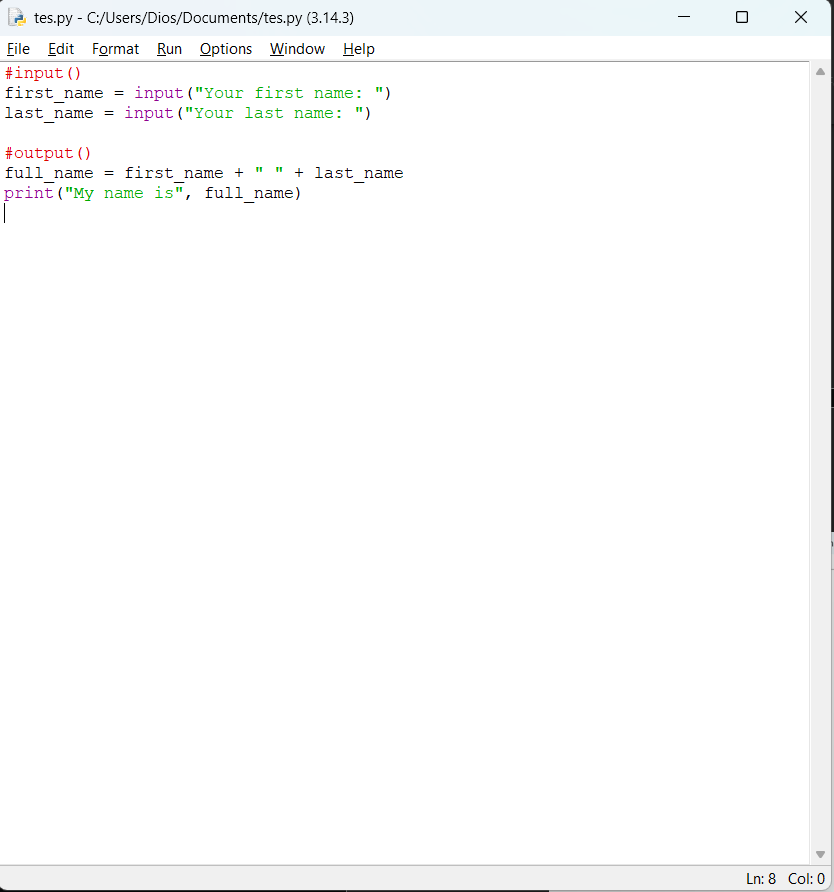 tes.py - C:/Users/Dios/Documents/tes.py (3.14.3)
File Edit Format Run Options Window Help
#input()
first_name = input("Your first name: ")
last_name = input("Your last name: ")
#output()
full_name = first_name + " " + last_name
print("My name is", full_name)
Ln: 8 Col: 0